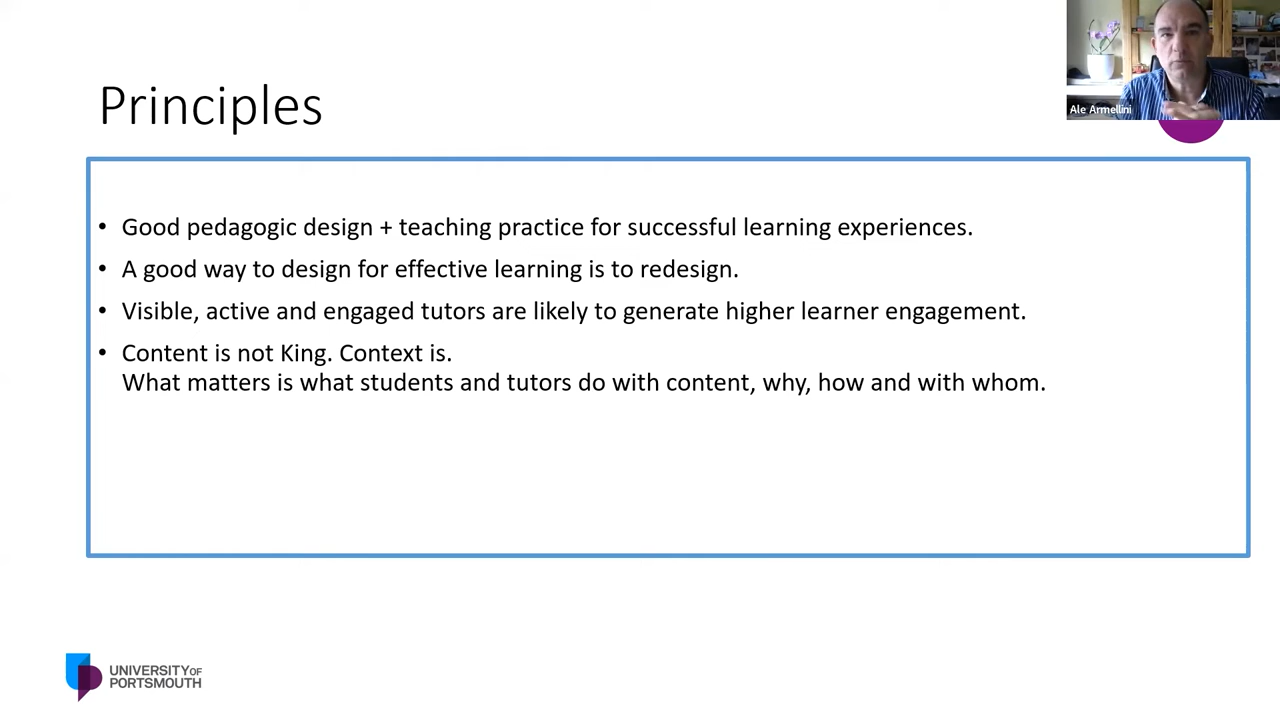 Ale Armellini
Principles
• Good pedagogic design + teaching practice for successful learning experiences.
• A good way to design for effective learning is to redesign.
• Visible, active and engaged tutors are likely to generate higher learner engagement.
• Content is not King. Context is.
What matters is what students and tutors do with content, why, how and with whom.
UNIVERSITY OF
PORTSMOUTH